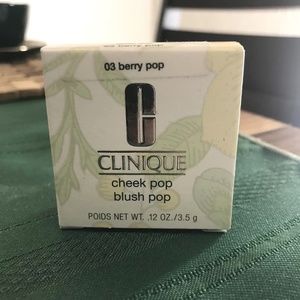 03 berry pop
CLINIQUE
cheek pop
blush pop
POIDS NET WT. .12 OZ./3.5 g